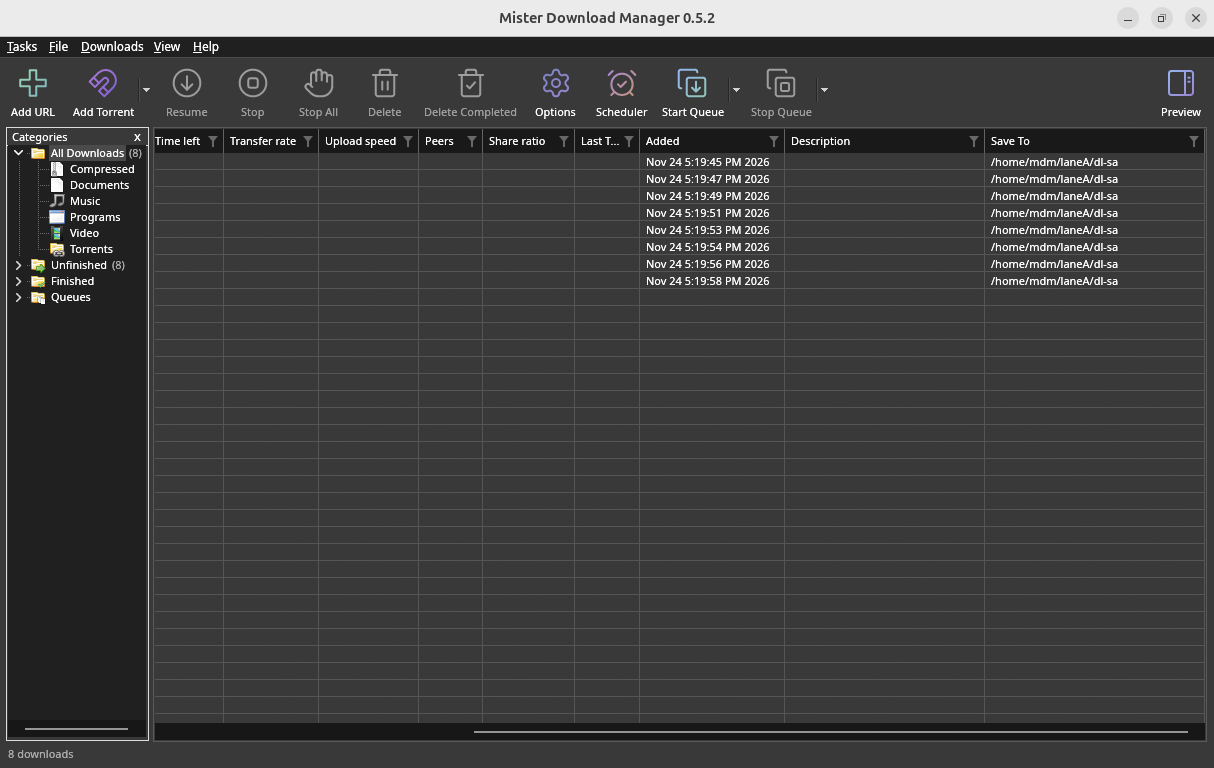 Mister Download Manager 0.5.2
Tasks File Downloads View Help
Add URL Add Torrent Resume Stop Stop All Delete Delete Completed Options Scheduler Start Queue Stop Queue Preview
Categories x
All Downloads (8)
Compressed
Documents
Music
Programs
Video
Torrents
Unfinished (8)
Finished
Queues
Time left Transfer rate Upload speed Peers Share ratio Last T... Added Description Save To
Nov 24 5:19:45 PM 2026 /home/mdm/laneA/dl-sa
Nov 24 5:19:47 PM 2026 /home/mdm/laneA/dl-sa
Nov 24 5:19:49 PM 2026 /home/mdm/laneA/dl-sa
Nov 24 5:19:51 PM 2026 /home/mdm/laneA/dl-sa
Nov 24 5:19:53 PM 2026 /home/mdm/laneA/dl-sa
Nov 24 5:19:54 PM 2026 /home/mdm/laneA/dl-sa
Nov 24 5:19:56 PM 2026 /home/mdm/laneA/dl-sa
Nov 24 5:19:58 PM 2026 /home/mdm/laneA/dl-sa
8 downloads